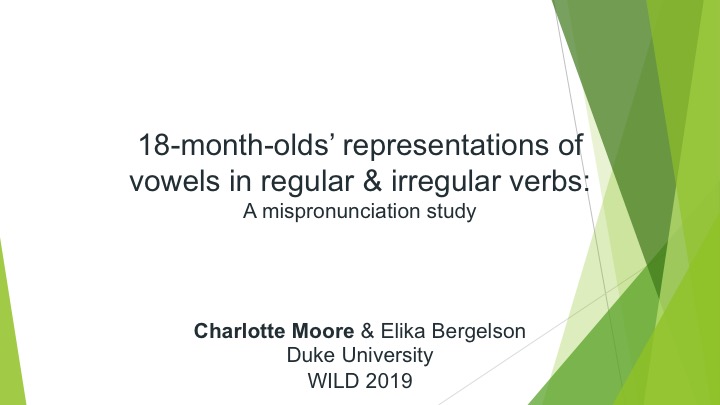 18-month-olds’ representations of
vowels in regular & irregular verbs:
A mispronunciation study
Charlotte Moore & Elika Bergelson
Duke University
WILD 2019